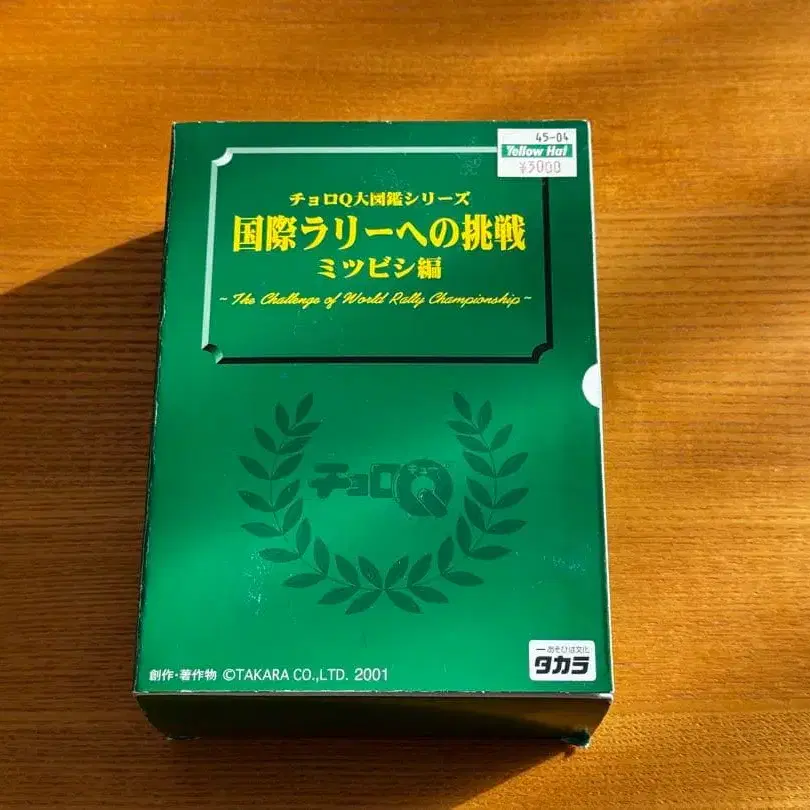 45-04
Yellow Hat
¥3000
チョロQ大図鑑シリーズ
国際ラリーへの挑戦
ミツビシ編
~ The Challenge of World Rally Championship ~
チョロQ
キュー
あそびは文化
タカラ
創作・著作物 ©TAKARA CO.,LTD. 2001